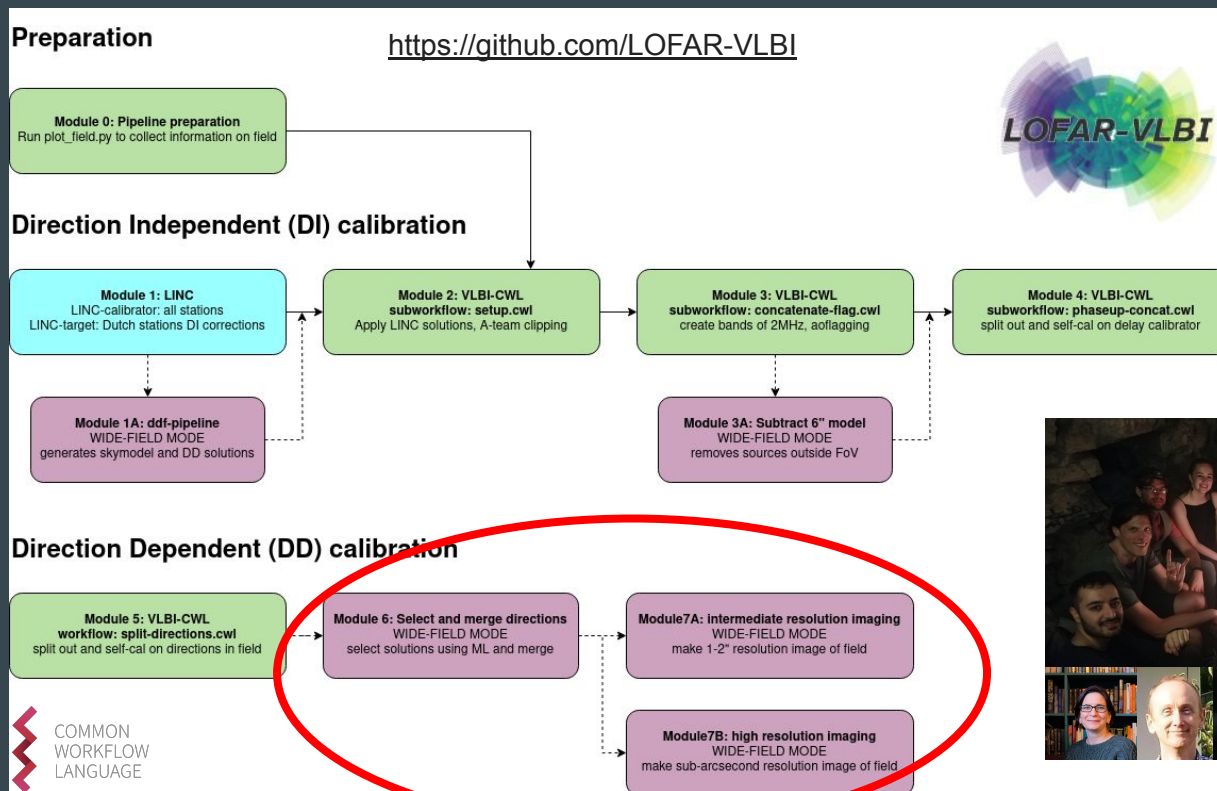 Preparation
https://github.com/LOFAR-VLBI
LOFAR-VLBI
Module 0: Pipeline preparation
Run plot_field.py to collect information on field
Direction Independent (DI) calibration
Module 1: LINC
LINC-calibrator: all stations
LINC-target: Dutch stations DI corrections
Module 2: VLBI-CWL
subworkflow: setup.cwl
Apply LINC solutions, A-team clipping
Module 3: VLBI-CWL
subworkflow: concatenate-flag.cwl
create bands of 2MHz, aoflagging
Module 4: VLBI-CWL
subworkflow: phaseup-concat.cwl
split out and self-cal on delay calibrator
Module 1A: ddf-pipeline
WIDE-FIELD MODE
generates skymodel and DD solutions
Module 3A: Subtract 6" model
WIDE-FIELD MODE
removes sources outside FoV
Direction Dependent (DD) calibration
Module 5: VLBI-CWL
workflow: split-directions.cwl
split out and self-cal on directions in field
Module 6: Select and merge directions
WIDE-FIELD MODE
select solutions using ML and merge
Module7A: intermediate resolution imaging
WIDE-FIELD MODE
make 1-2" resolution image of field
Module7B: high resolution imaging
WIDE-FIELD MODE
make sub-arcsecond resolution image of field
COMMON
WORKFLOW
LANGUAGE